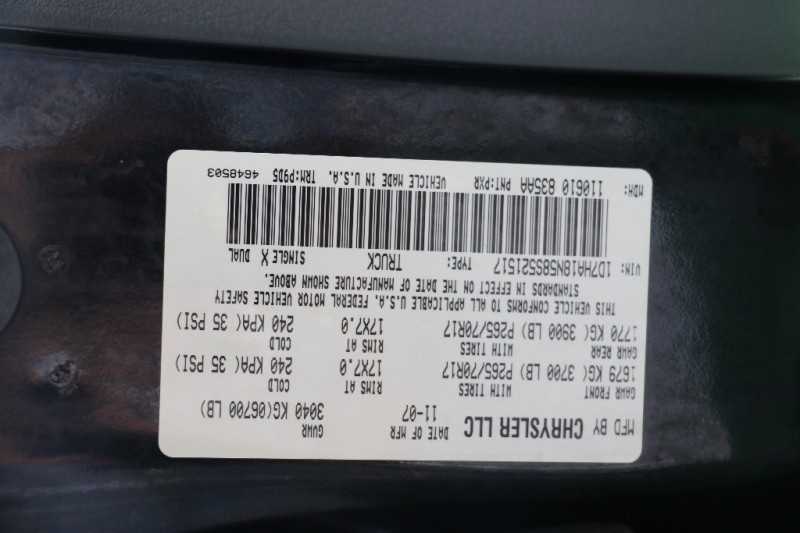 MFD BY CHRYSLER LLC DATE OF MFR 11-07 GVWR 3040 KG(06700 LB)
GAWR FRONT WITH TIRES RIMS AT COLD
1679 KG( 3700 LB) P265/70R17 17X7.0 240 KPA( 35 PSI)
GAWR REAR WITH TIRES RIMS AT COLD
1770 KG( 3900 LB) P265/70R17 17X7.0 240 KPA( 35 PSI)
THIS VEHICLE CONFORMS TO ALL APPLICABLE U.S.A. FEDERAL MOTOR VEHICLE SAFETY
STANDARDS IN EFFECT ON THE DATE OF MANUFACTURE SHOWN ABOVE.
VIN: 1D7HA18N58S521517 TYPE: TRUCK SINGLE X DUAL
MDH: 110610 835AA PNT:PXR VEHICLE MADE IN U.S.A. TRM:P9D5 4648503